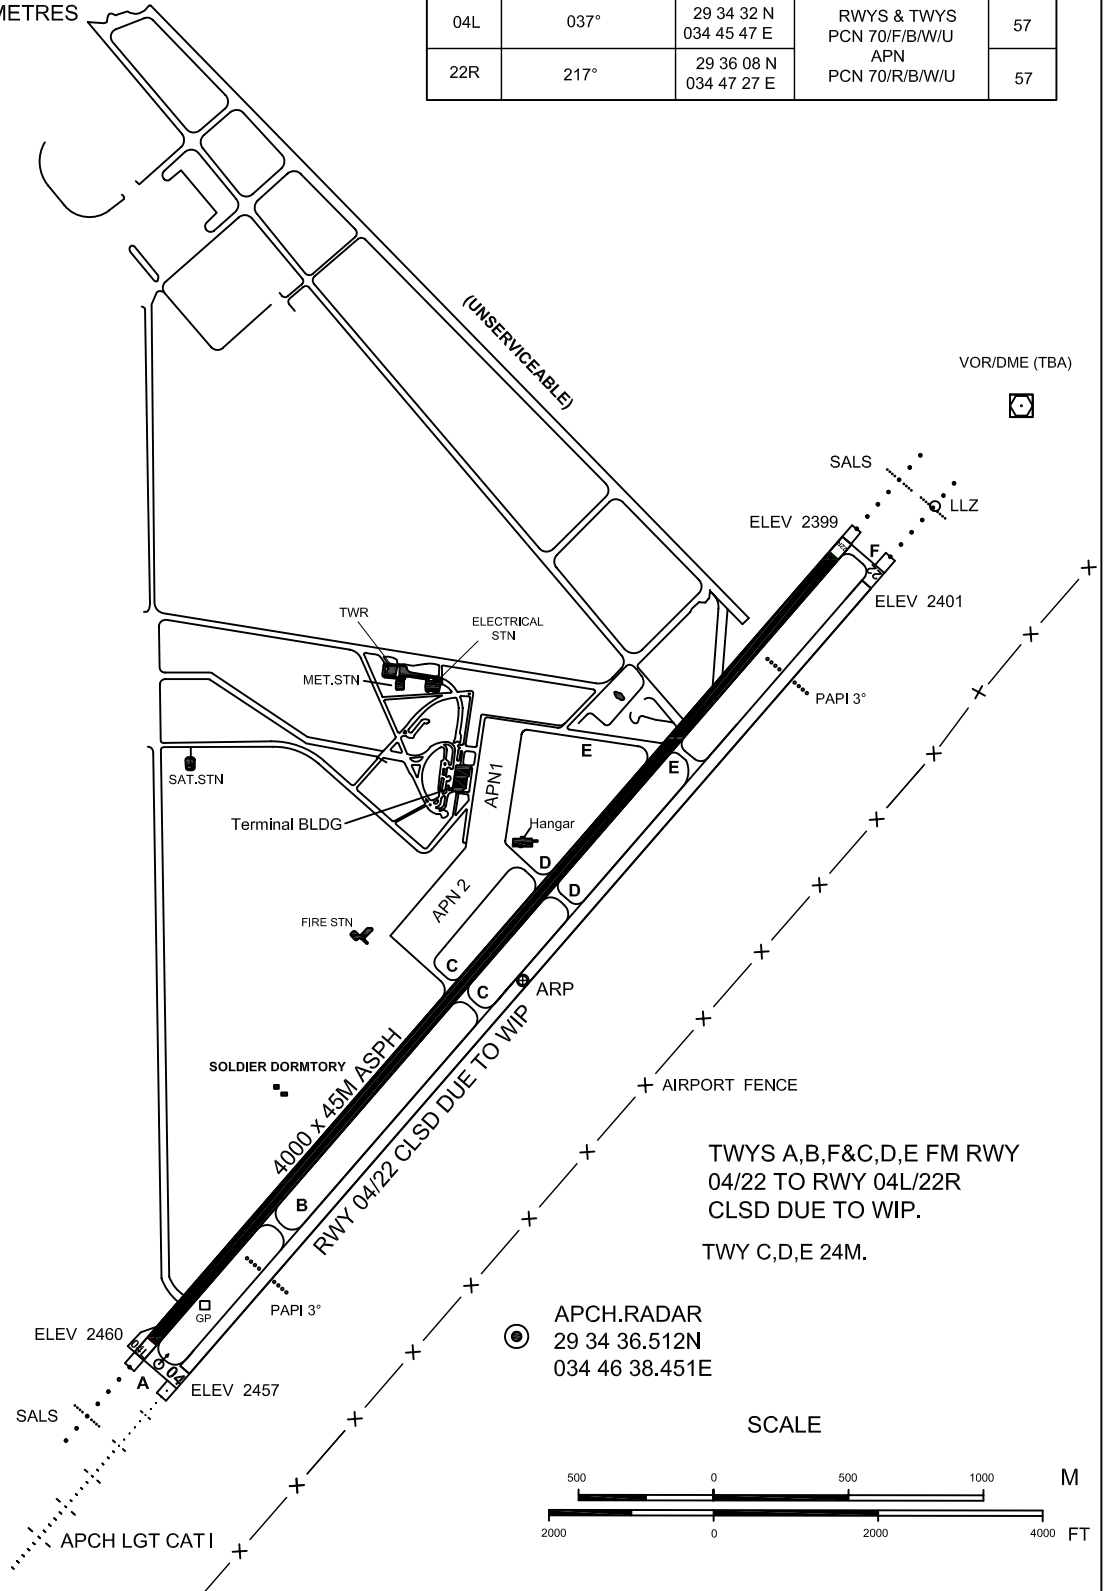 METRES
04L 037° 29 34 32 N 034 45 47 E RWYS & TWYS PCN 70/F/B/W/U 57
APN
22R 217° 29 36 08 N 034 47 27 E PCN 70/R/B/W/U 57
(UNSERVICEABLE)
VOR/DME (TBA)
SALS
LLZ
ELEV 2399
F
22
ELEV 2401
TWR
ELECTRICAL
STN
MET.STN
PAPI 3°
E
E
SAT.STN
APN1
Terminal BLDG
Hangar
D
D
APN 2
FIRE STN
C
C
ARP
4000 x 45M ASPH
RWY 04/22 CLSD DUE TO WIP
SOLDIER DORMTORY
AIRPORT FENCE
TWYS A,B,F&C,D,E FM RWY
04/22 TO RWY 04L/22R
CLSD DUE TO WIP.
TWY C,D,E 24M.
B
PAPI 3°
GP
APCH.RADAR
29 34 36.512N
034 46 38.451E
ELEV 2460
04L
04
A
ELEV 2457
SALS
APCH LGT CAT I
SCALE
500 0 500 1000 M
2000 0 2000 4000 FT